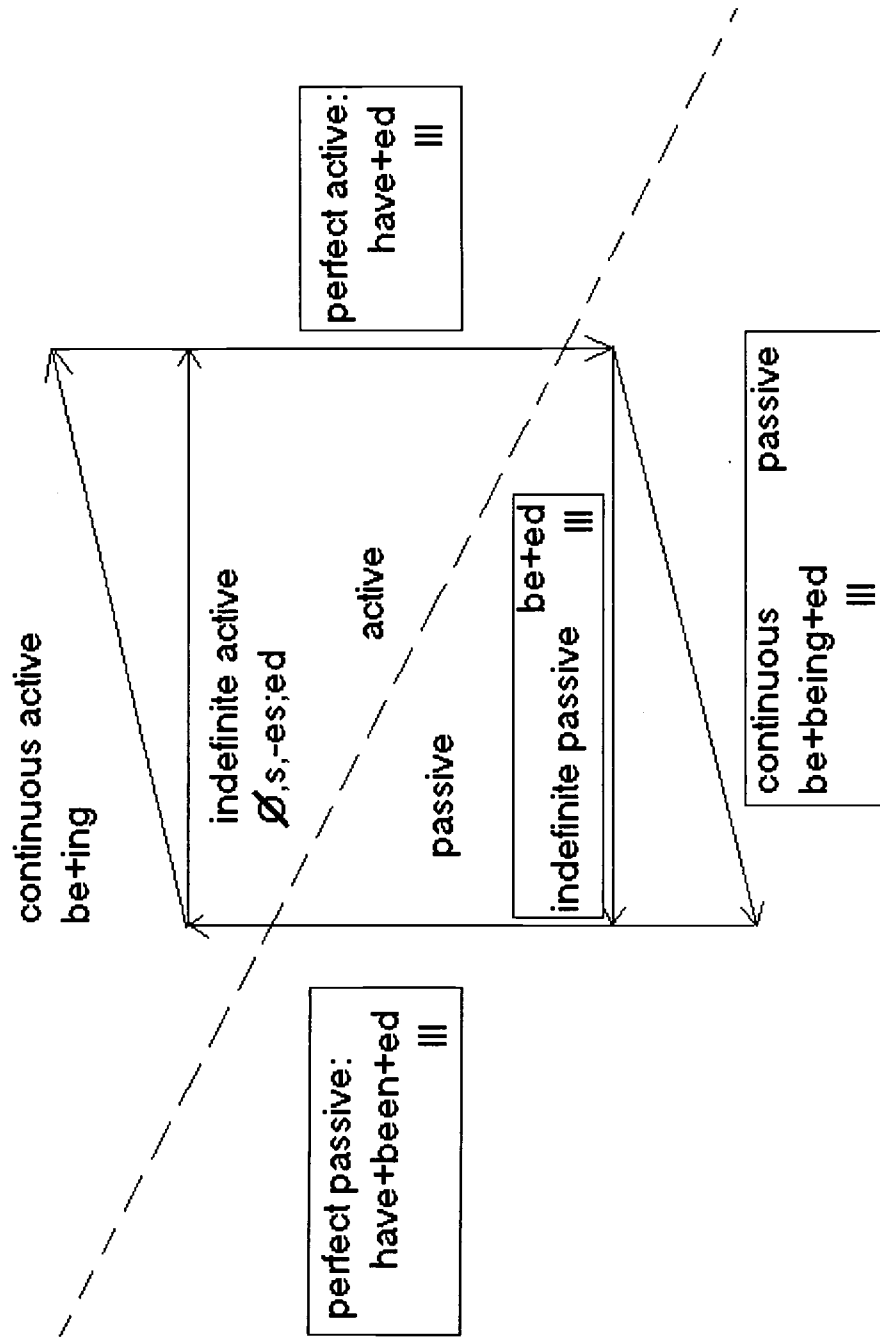 continuous active
be+ing
indefinite active
Ø,s,-es;ed
active
passive
perfect passive:
have+been+ed
III
perfect active:
have+ed
III
be+ed
indefinite passive III
continuous passive
be+being+ed
III